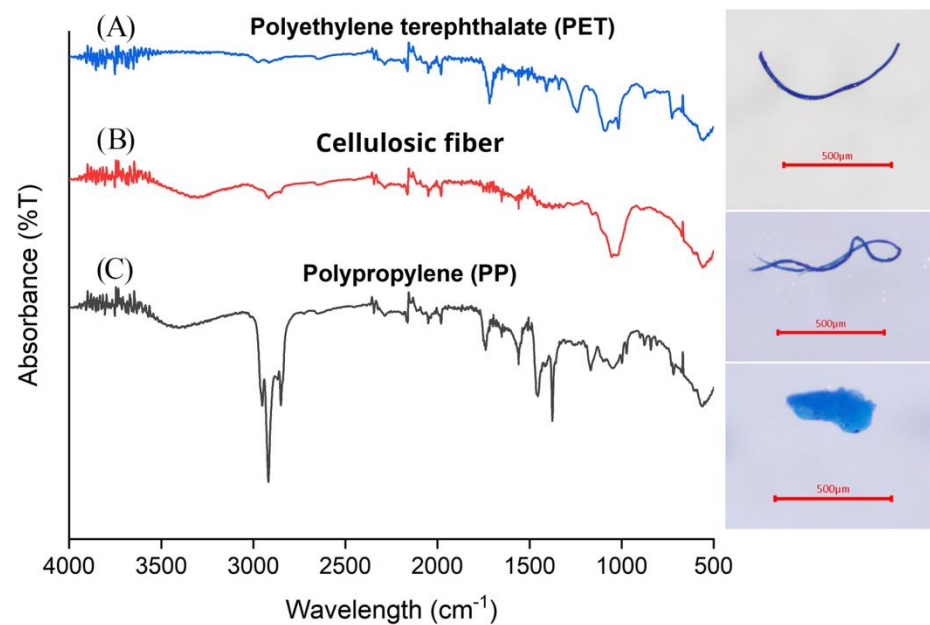 (A)
Polyethylene terephthalate (PET)
(B)
Cellulosic fiber
(C)
Polypropylene (PP)
Absorbance (%T)
4000 3500 3000 2500 2000 1500 1000 500
Wavelength (cm⁻¹)
500µm
500µm
500µm